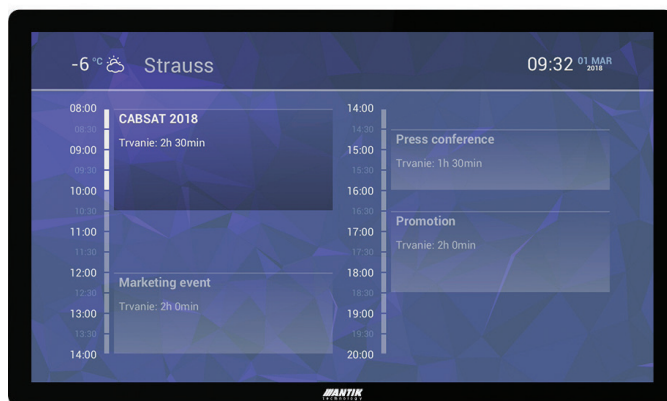 -6 °C Strauss
09:32 01 MAR 2018
08:00
08:30
09:00
09:30
10:00
10:30
11:00
11:30
12:00
12:30
13:00
13:30
14:00
CABSAT 2018
Trvanie: 2h 30min
Marketing event
Trvanie: 2h 0min
14:00
14:30
15:00
15:30
16:00
16:30
17:00
17:30
18:00
18:30
19:00
19:30
20:00
Press conference
Trvanie: 1h 30min
Promotion
Trvanie: 2h 0min
ANTIK
technology